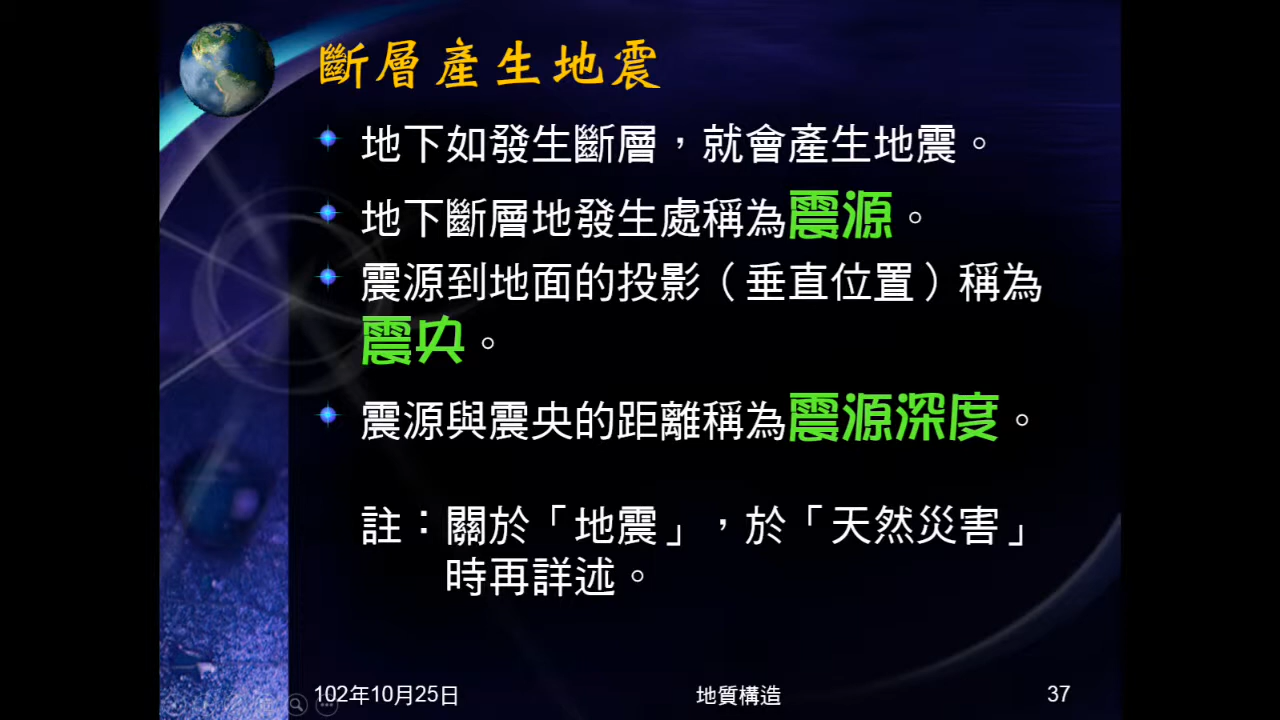 斷層產生地震
地下如發生斷層，就會產生地震。
地下斷層地發生處稱為震源。
震源到地面的投影（垂直位置）稱為
震央。
震源與震央的距離稱為震源深度。
註：關於「地震」，於「天然災害」
時再詳述。
102年10月25日
地質構造
37